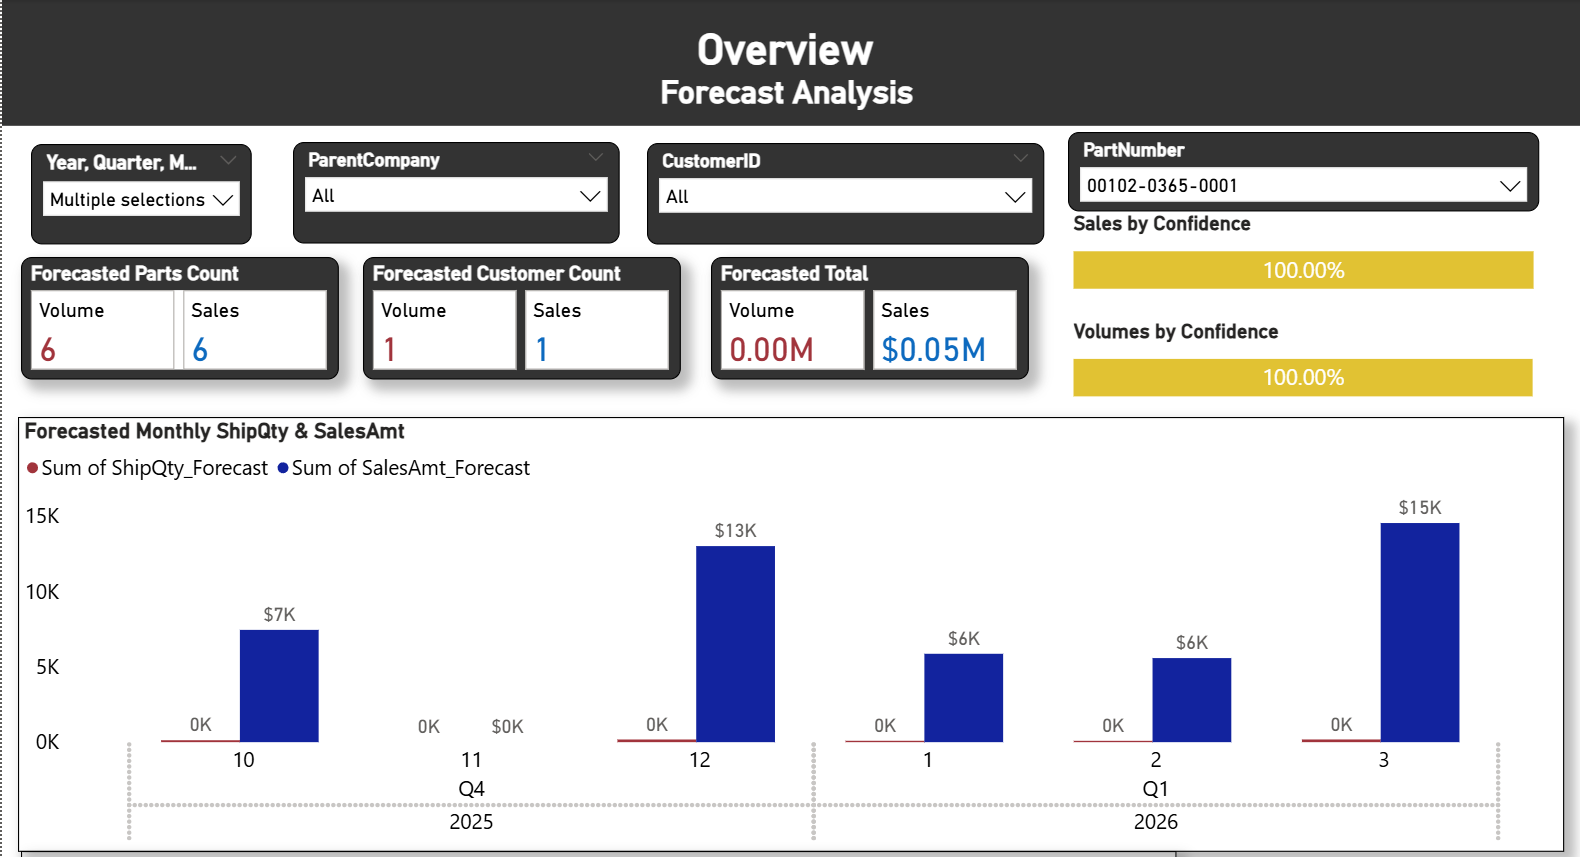 Overview
Forecast Analysis
Year, Quarter, M...
Multiple selections
ParentCompany
All
CustomerID
All
PartNumber
00102-0365-0001
Sales by Confidence
100.00%
Volumes by Confidence
100.00%
Forecasted Parts Count
Volume
6
Sales
6
Forecasted Customer Count
Volume
1
Sales
1
Forecasted Total
Volume
0.00M
Sales
$0.05M
Forecasted Monthly ShipQty & SalesAmt
Sum of ShipQty_Forecast Sum of SalesAmt_Forecast
15K
10K
5K
0K
0K $7K
0K $0K
0K $13K
0K $6K
0K $6K
0K $15K
10 11 12 1 2 3
Q4 Q1
2025 2026